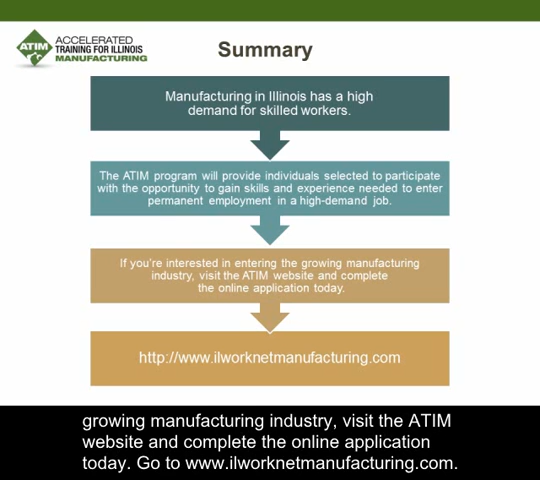 ATIM
ACCELERATED
TRAINING FOR ILLINOIS
MANUFACTURING
Summary
Manufacturing in Illinois has a high
demand for skilled workers.
The ATIM program will provide individuals selected to participate
with the opportunity to gain skills and experience needed to enter
permanent employment in a high-demand job.
If you're interested in entering the growing manufacturing
industry, visit the ATIM website and complete
the online application today.
http://www.ilworknetmanufacturing.com
growing manufacturing industry, visit the ATIM
website and complete the online application
today. Go to www.ilworknetmanufacturing.com.